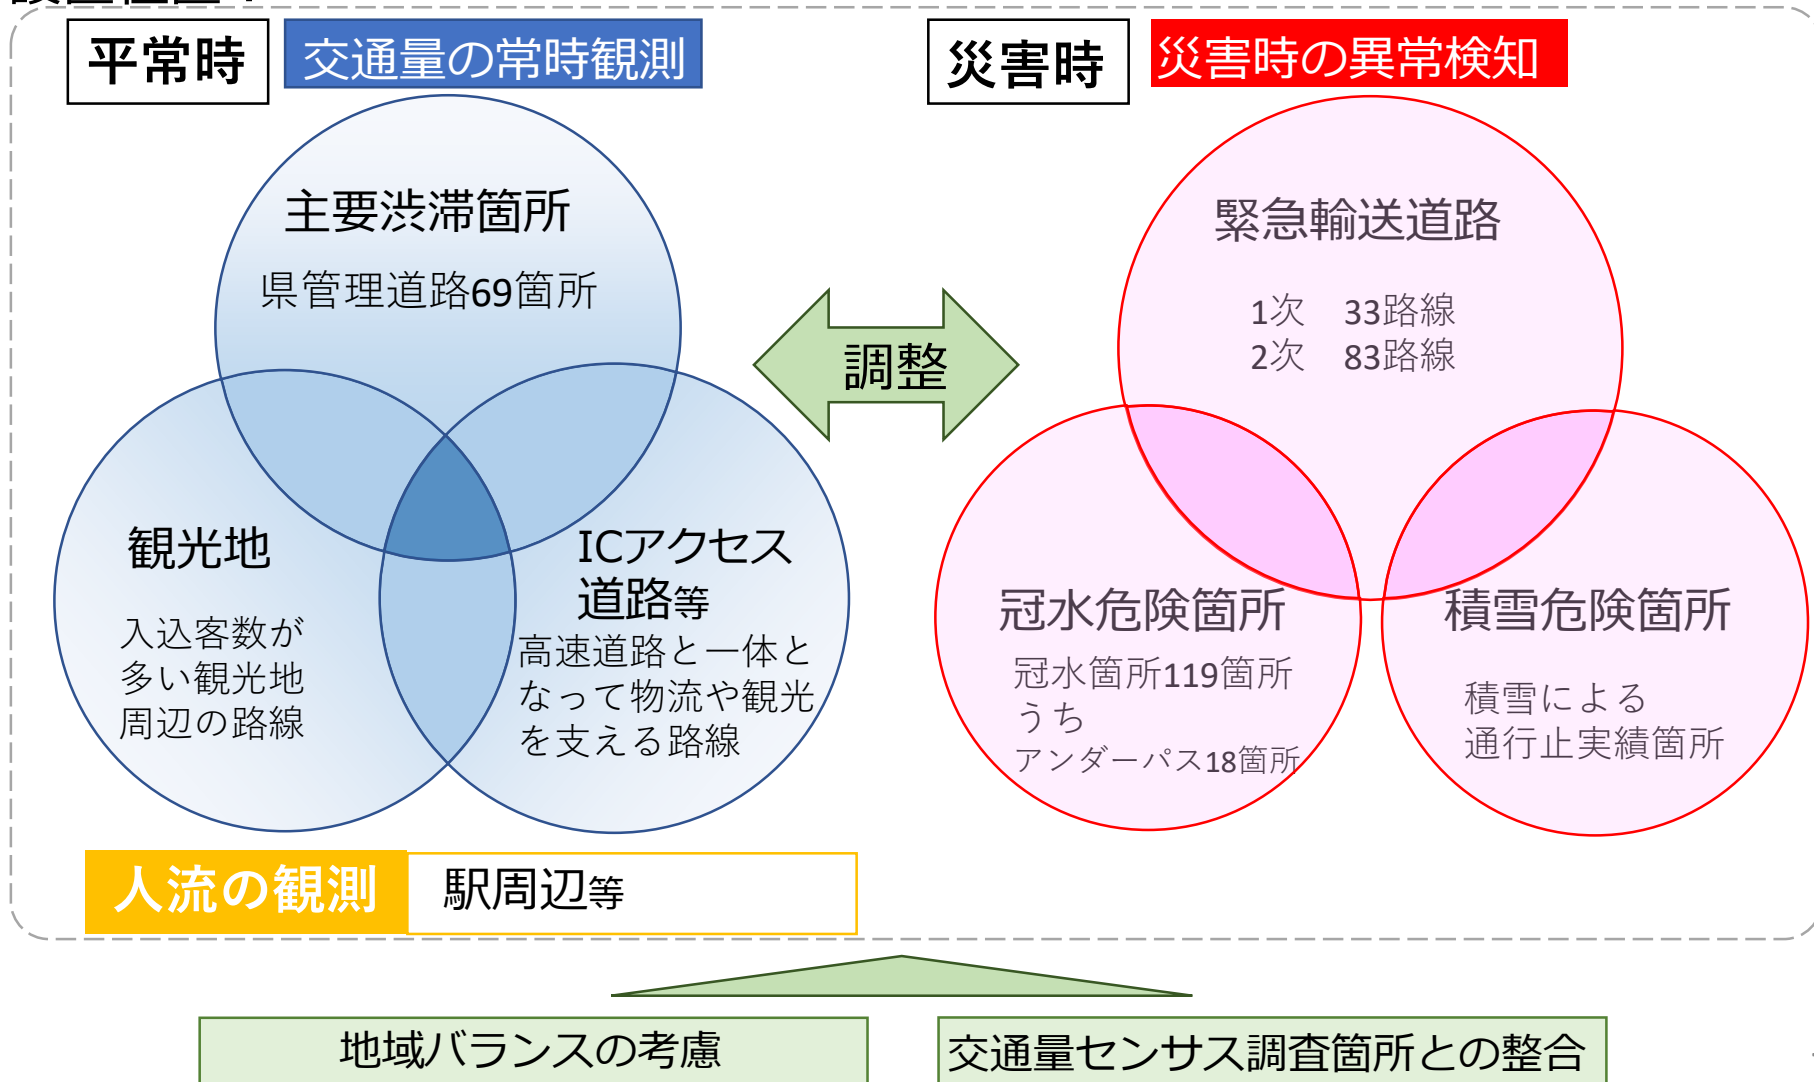 平常時
交通量の常時観測
主要渋滞箇所
県管理道路69箇所
観光地
入込客数が
多い観光地
周辺の路線
ICアクセス
道路等
高速道路と一体と
なって物流や観光
を支える路線
人流の観測
駅周辺等
調整
災害時
災害時の異常検知
緊急輸送道路
1次 33路線
2次 83路線
冠水危険箇所
冠水箇所119箇所
うち
アンダーパス18箇所
積雪危険箇所
積雪による
通行止実績箇所
地域バランスの考慮
交通量センサス調査箇所との整合